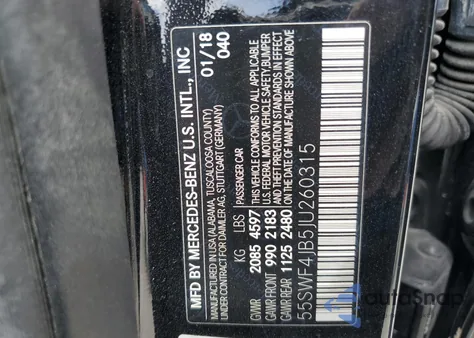 MFD BY MERCEDES-BENZ U.S. INTL., INC 01/18
MANUFACTURED IN USA (ALABAMA, TUSCALOOSA COUNTY) 040
UNDER CONTRACT FOR DAIMLER AG, STUTTGART (GERMANY)
KG LBS PASSENGER CAR
GVWR 2085 4597 THIS VEHICLE CONFORMS TO ALL APPLICABLE
GAWR FRONT 990 2183 U.S. FEDERAL MOTOR VEHICLE SAFETY BUMPER
GAWR REAR 1125 2480 AND THEFT PREVENTION STANDARDS IN EFFECT ON THE DATE OF MANUFACTURE SHOWN ABOVE
55SWF4JB5JU260315
autoSnap